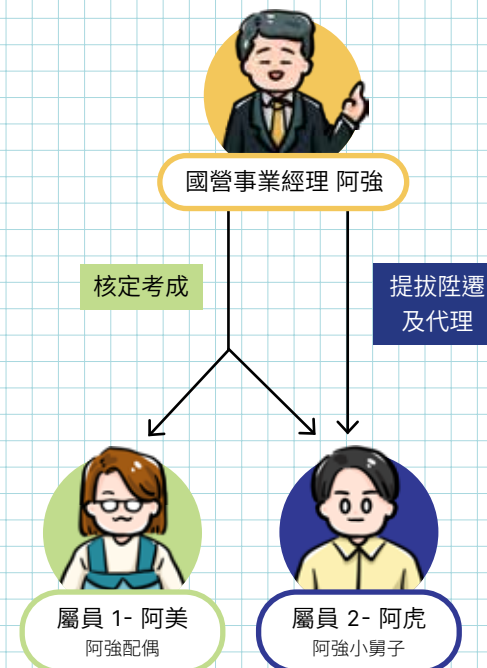 國營事業經理 阿強
核定考成
提拔陞遷
及代理
屬員 1- 阿美
阿強配偶
屬員 2- 阿虎
阿強小舅子